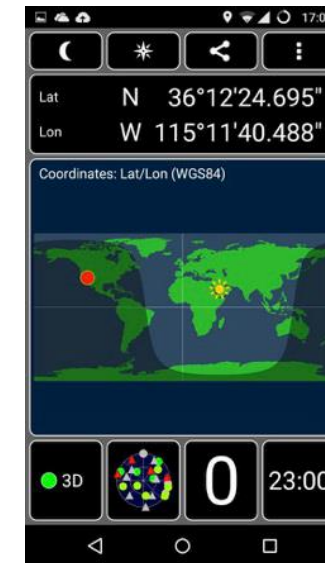 17:0
Lat N 36°12'24.695"
Lon W 115°11'40.488"
Coordinates: Lat/Lon (WGS84)
3D 0 23:00